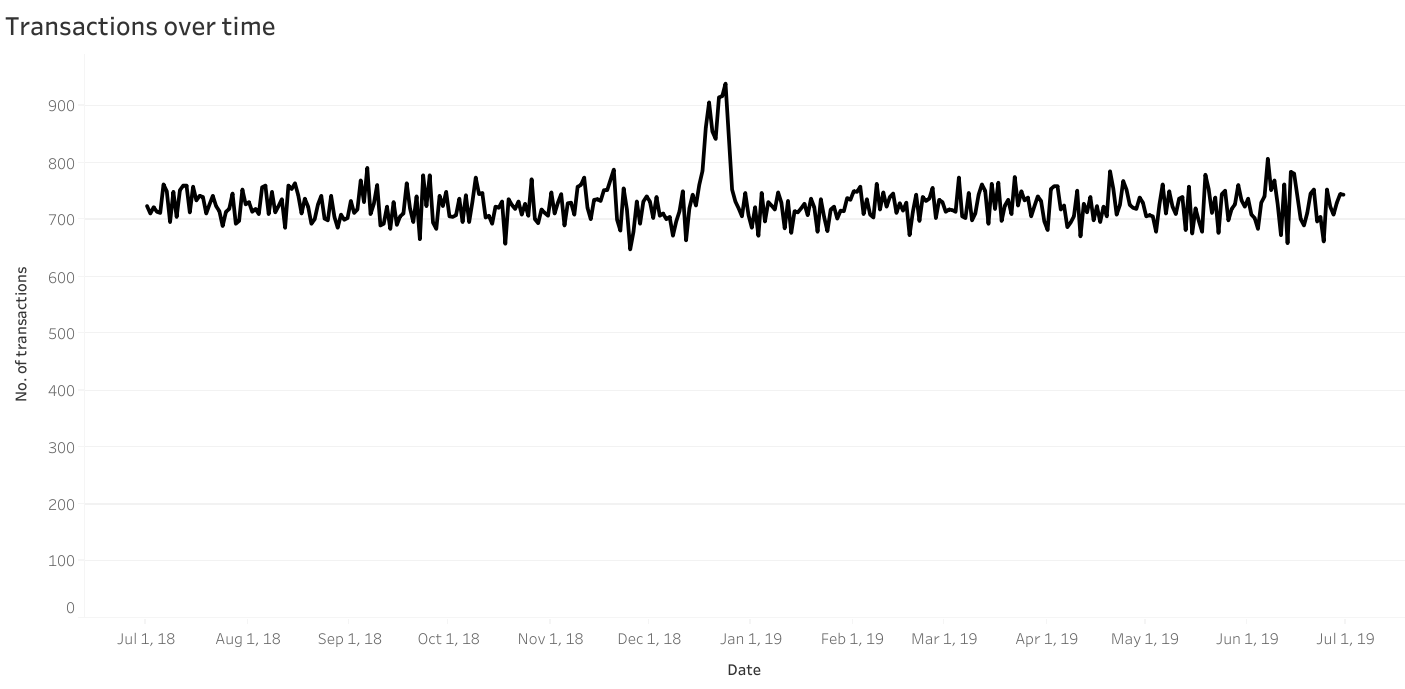 Transactions over time
900
800
700
600
500
400
300
200
100
0
No. of transactions
Jul 1, 18
Aug 1, 18
Sep 1, 18
Oct 1, 18
Nov 1, 18
Dec 1, 18
Jan 1, 19
Feb 1, 19
Mar 1, 19
Apr 1, 19
May 1, 19
Jun 1, 19
Jul 1, 19
Date